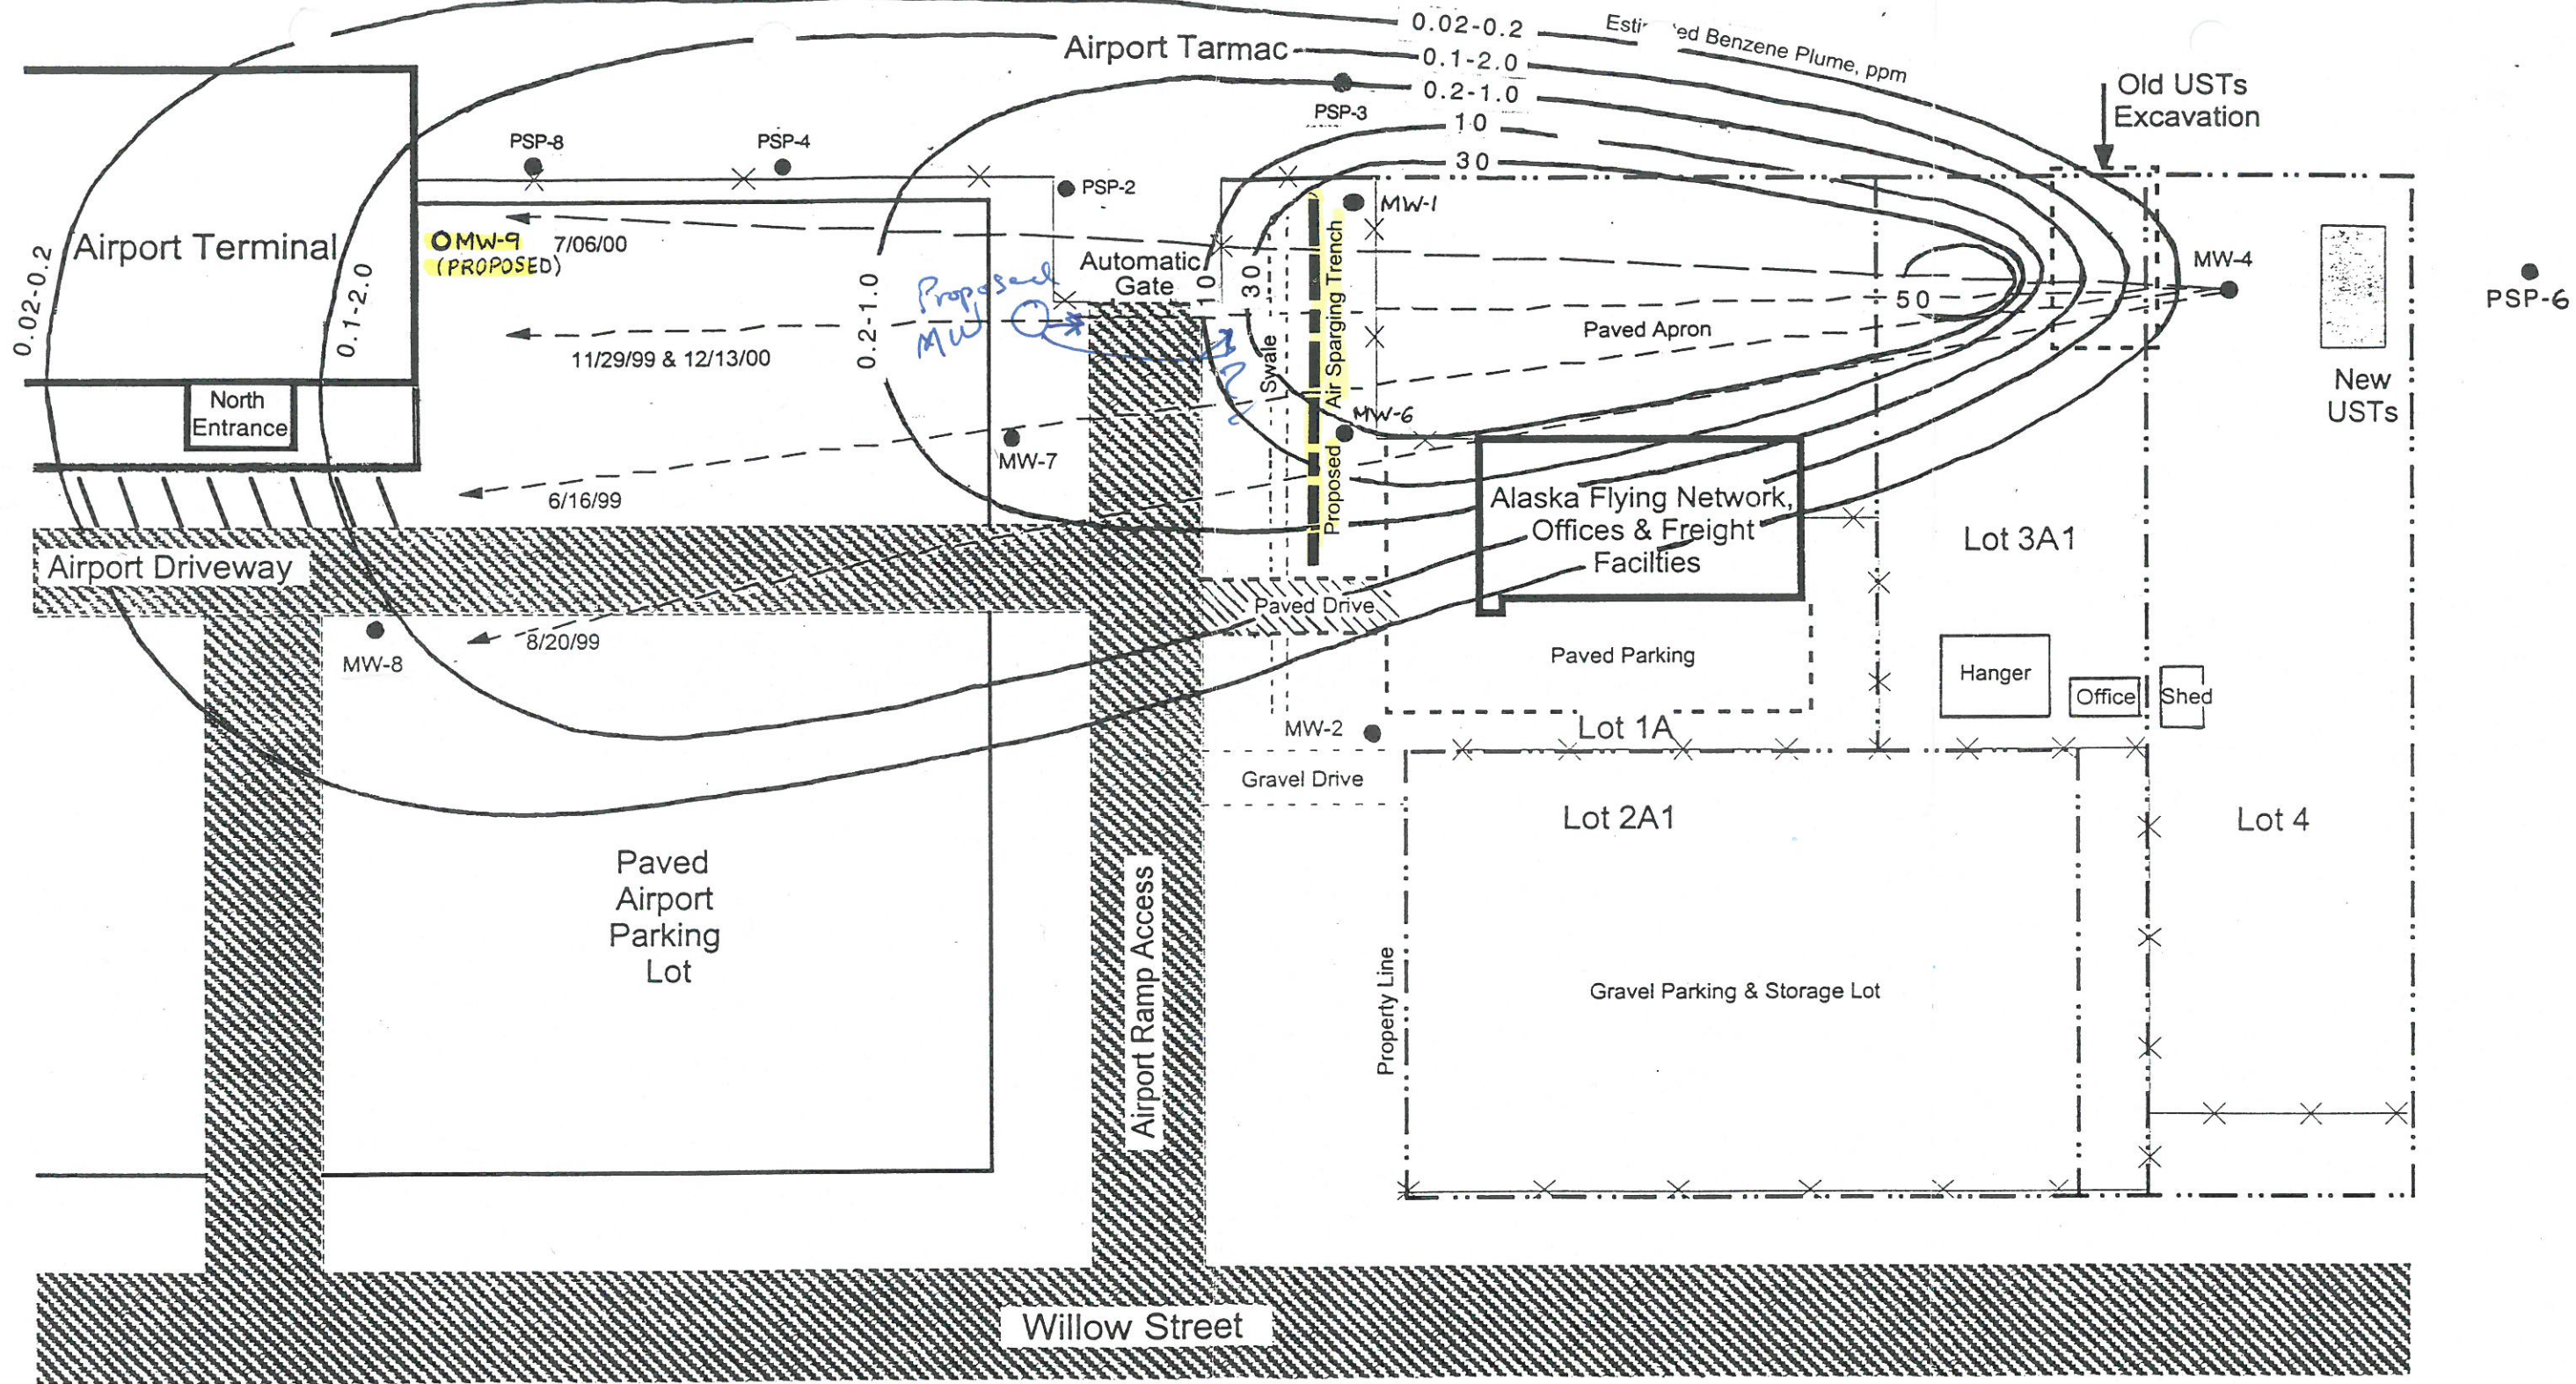 0.02-0.2
Airport Tarmac
0.1-2.0
0.2-1.0
10
30
Benzene Plume, ppm
Old USTs
Excavation
PSP-8
PSP-4
PSP-3
PSP-2
MW-1
MW-4
PSP-6
Airport Terminal
MW-9
(PROPOSED)
7/06/00
Automatic
Gate
0.02-0.2
0.1-2.0
0.2-1.0
10
30
50
Proposed
MW
Swale
Proposed Air Sparging Trench
Paved Apron
11/29/99 & 12/13/00
New
USTs
North
Entrance
MW-6
MW-7
6/16/99
Alaska Flying Network,
Offices & Freight
Facilties
Lot 3A1
Airport Driveway
Paved Drive
8/20/99
MW-8
Paved Parking
Hanger
Office
Shed
MW-2
Lot 1A
Gravel Drive
Lot 2A1
Lot 4
Paved
Airport
Parking
Lot
Airport Ramp Access
Property Line
Gravel Parking & Storage Lot
Willow Street